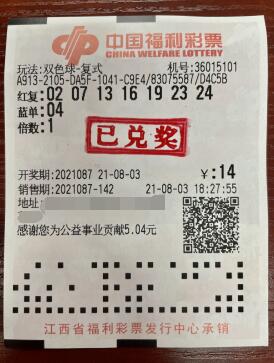 中国福利彩票
CHINA WELFARE LOTTERY
玩法:双色球-复式 机号:36015101
A913-2105-DA5F-1041-C9E4/83075587/D4C5B
红复:02 07 13 16 19 23 24
蓝单:04
倍数:1
已兑奖
¥:14
开奖期:2021087 21-08-03
销售期:2021087-142 21-08-03 18:27:55
地址:
感谢您为公益事业贡献5.04元
江西省福利彩票发行中心承销